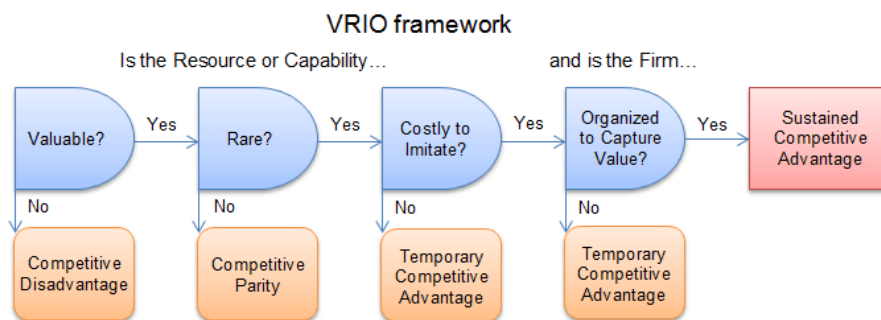 VRIO framework
Is the Resource or Capability…
and is the Firm…
Valuable?
Yes
Rare?
Yes
Costly to
Imitate?
Yes
Organized
to Capture
Value?
Yes
Sustained
Competitive
Advantage
No
No
No
No
Competitive
Disadvantage
Competitive
Parity
Temporary
Competitive
Advantage
Temporary
Competitive
Advantage